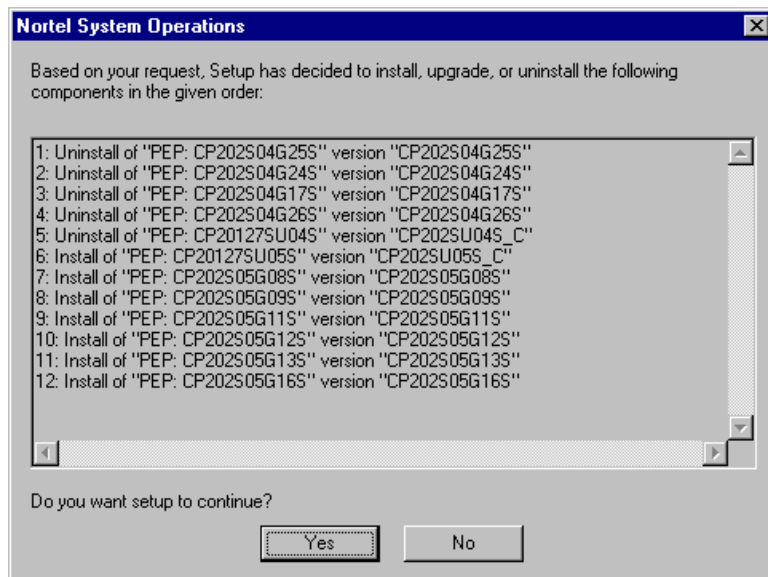 Nortel System Operations
Based on your request, Setup has decided to install, upgrade, or uninstall the following
components in the given order:
1: Uninstall of "PEP: CP202S04G25S" version "CP202S04G25S"
2: Uninstall of "PEP: CP202S04G24S" version "CP202S04G24S"
3: Uninstall of "PEP: CP202S04G17S" version "CP202S04G17S"
4: Uninstall of "PEP: CP202S04G26S" version "CP202S04G26S"
5: Uninstall of "PEP: CP20127SU04S" version "CP202SU04S_C"
6: Install of "PEP: CP20127SU05S" version "CP202SU05S_C"
7: Install of "PEP: CP202S05G08S" version "CP202S05G08S"
8: Install of "PEP: CP202S05G09S" version "CP202S05G09S"
9: Install of "PEP: CP202S05G11S" version "CP202S05G11S"
10: Install of "PEP: CP202S05G12S" version "CP202S05G12S"
11: Install of "PEP: CP202S05G13S" version "CP202S05G13S"
12: Install of "PEP: CP202S05G16S" version "CP202S05G16S"
Do you want setup to continue?
Yes No